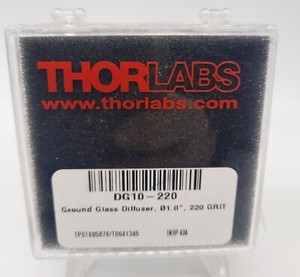 THORLABS
www.thorlabs.com
DG10-220
Ground Glass Diffuser, Ø1.0", 220 GRIT